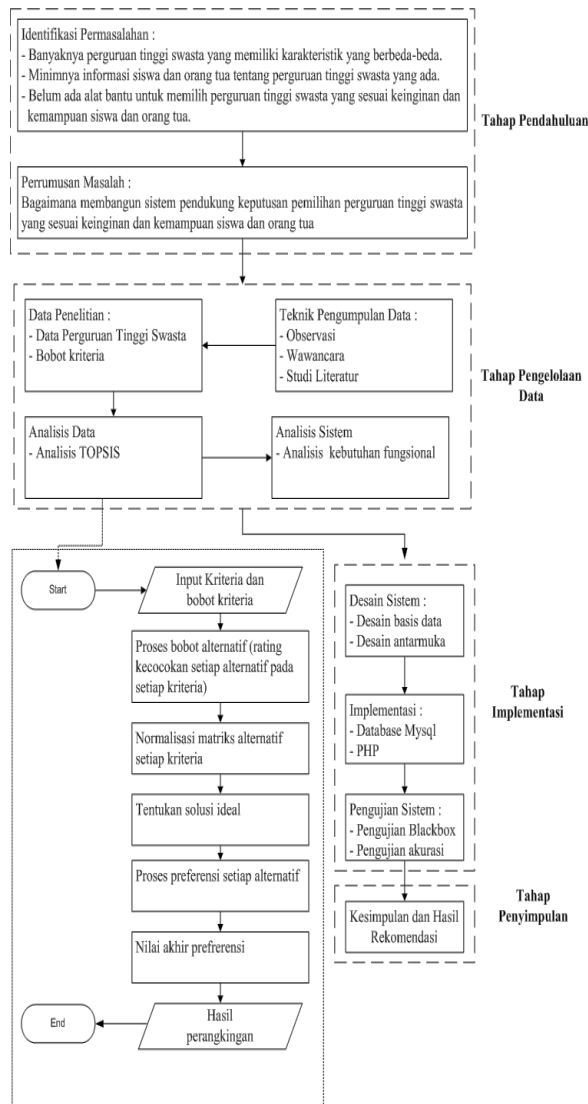 Identifikasi Permasalahan :
- Banyaknya perguruan tinggi swasta yang memiliki karakteristik yang berbeda-beda.
- Minimnya informasi siswa dan orang tua tentang perguruan tinggi swasta yang ada.
- Belum ada alat bantu untuk memilih perguruan tinggi swasta yang sesuai keinginan dan
kemampuan siswa dan orang tua.
Tahap Pendahuluan
Perrumusan Masalah :
Bagaimana membangun sistem pendukung keputusan pemilihan perguruan tinggi swasta
yang sesuai keinginan dan kemampuan siswa dan orang tua
Data Penelitian :
- Data Perguruan Tinggi Swasta
- Bobot kriteria
Teknik Pengumpulan Data :
- Observasi
- Wawancara
- Studi Literatur
Tahap Pengelolaan
Data
Analisis Data
- Analisis TOPSIS
Analisis Sistem
- Analisis kebutuhan fungsional
Start
Input Kriteria dan
bobot kriteria
Proses bobot alternatif (rating
kecocokan setiap alternatif pada
setiap kriteria)
Normalisasi matriks alternatif
setiap kriteria
Tentukan solusi ideal
Proses preferensi setiap alternatif
Nilai akhir prefrerensi
Hasil
perangkingan
End
Desain Sistem :
- Desain basis data
- Desain antarmuka
Tahap
Implementasi
Implementasi :
- Database Mysql
- PHP
Pengujian Sistem :
- Pengujian Blackbox
- Pengujian akurasi
Tahap
Penyimpulan
Kesimpulan dan Hasil
Rekomendasi